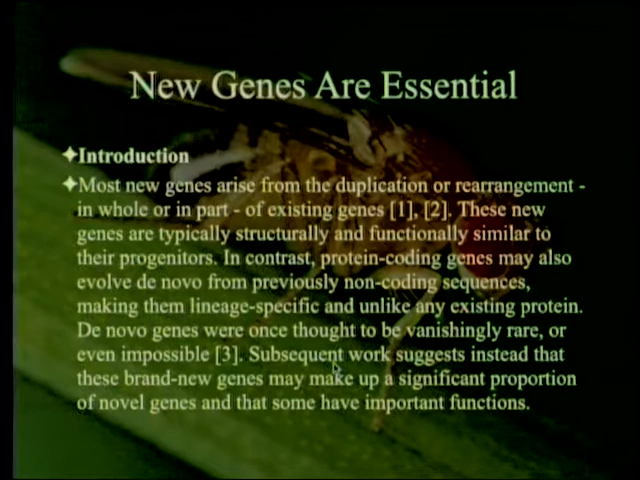 New Genes Are Essential
✦Introduction
✦Most new genes arise from the duplication or rearrangement -
in whole or in part - of existing genes [1], [2]. These new
genes are typically structurally and functionally similar to
their progenitors. In contrast, protein-coding genes may also
evolve de novo from previously non-coding sequences,
making them lineage-specific and unlike any existing protein.
De novo genes were once thought to be vanishingly rare, or
even impossible [3]. Subsequent work suggests instead that
these brand-new genes may make up a significant proportion
of novel genes and that some have important functions.